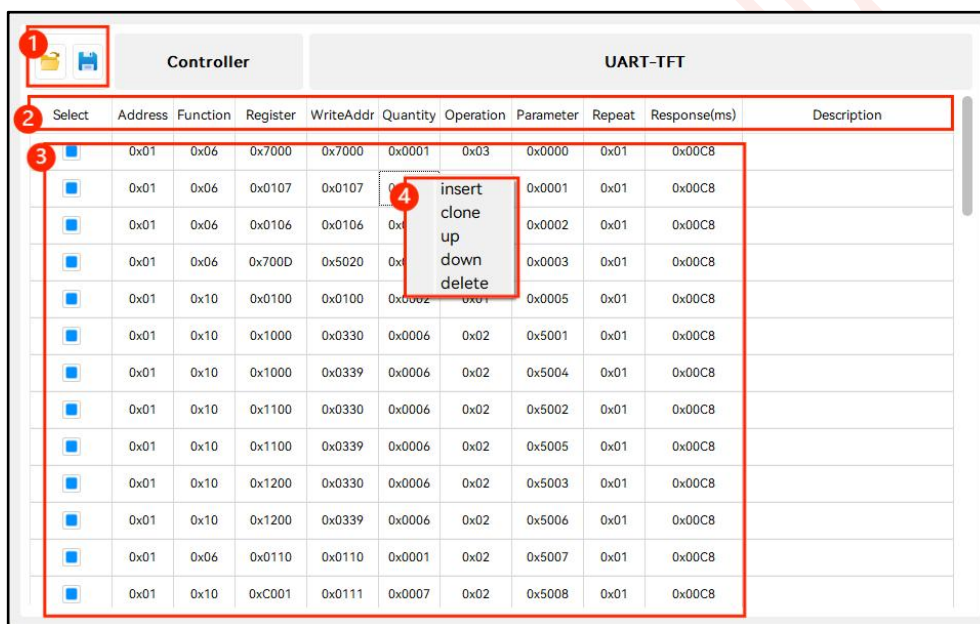 1
Controller UART-TFT
2 Select Address Function Register WriteAddr Quantity Operation Parameter Repeat Response(ms) Description
3 0x01 0x06 0x7000 0x7000 0x0001 0x03 0x0000 0x01 0x00C8
0x01 0x06 0x0107 0x0107 4 insert 0x0001 0x01 0x00C8
clone
0x01 0x06 0x0106 0x0106 up 0x0002 0x01 0x00C8
0x01 0x06 0x700D 0x5020 down 0x0003 0x01 0x00C8
delete
0x01 0x10 0x0100 0x0100 0x0002 0x01 0x0005 0x01 0x00C8
0x01 0x10 0x1000 0x0330 0x0006 0x02 0x5001 0x01 0x00C8
0x01 0x10 0x1000 0x0339 0x0006 0x02 0x5004 0x01 0x00C8
0x01 0x10 0x1100 0x0330 0x0006 0x02 0x5002 0x01 0x00C8
0x01 0x10 0x1100 0x0339 0x0006 0x02 0x5005 0x01 0x00C8
0x01 0x10 0x1200 0x0330 0x0006 0x02 0x5003 0x01 0x00C8
0x01 0x10 0x1200 0x0339 0x0006 0x02 0x5006 0x01 0x00C8
0x01 0x06 0x0110 0x0110 0x0001 0x02 0x5007 0x01 0x00C8
0x01 0x10 0xC001 0x0111 0x0007 0x02 0x5008 0x01 0x00C8